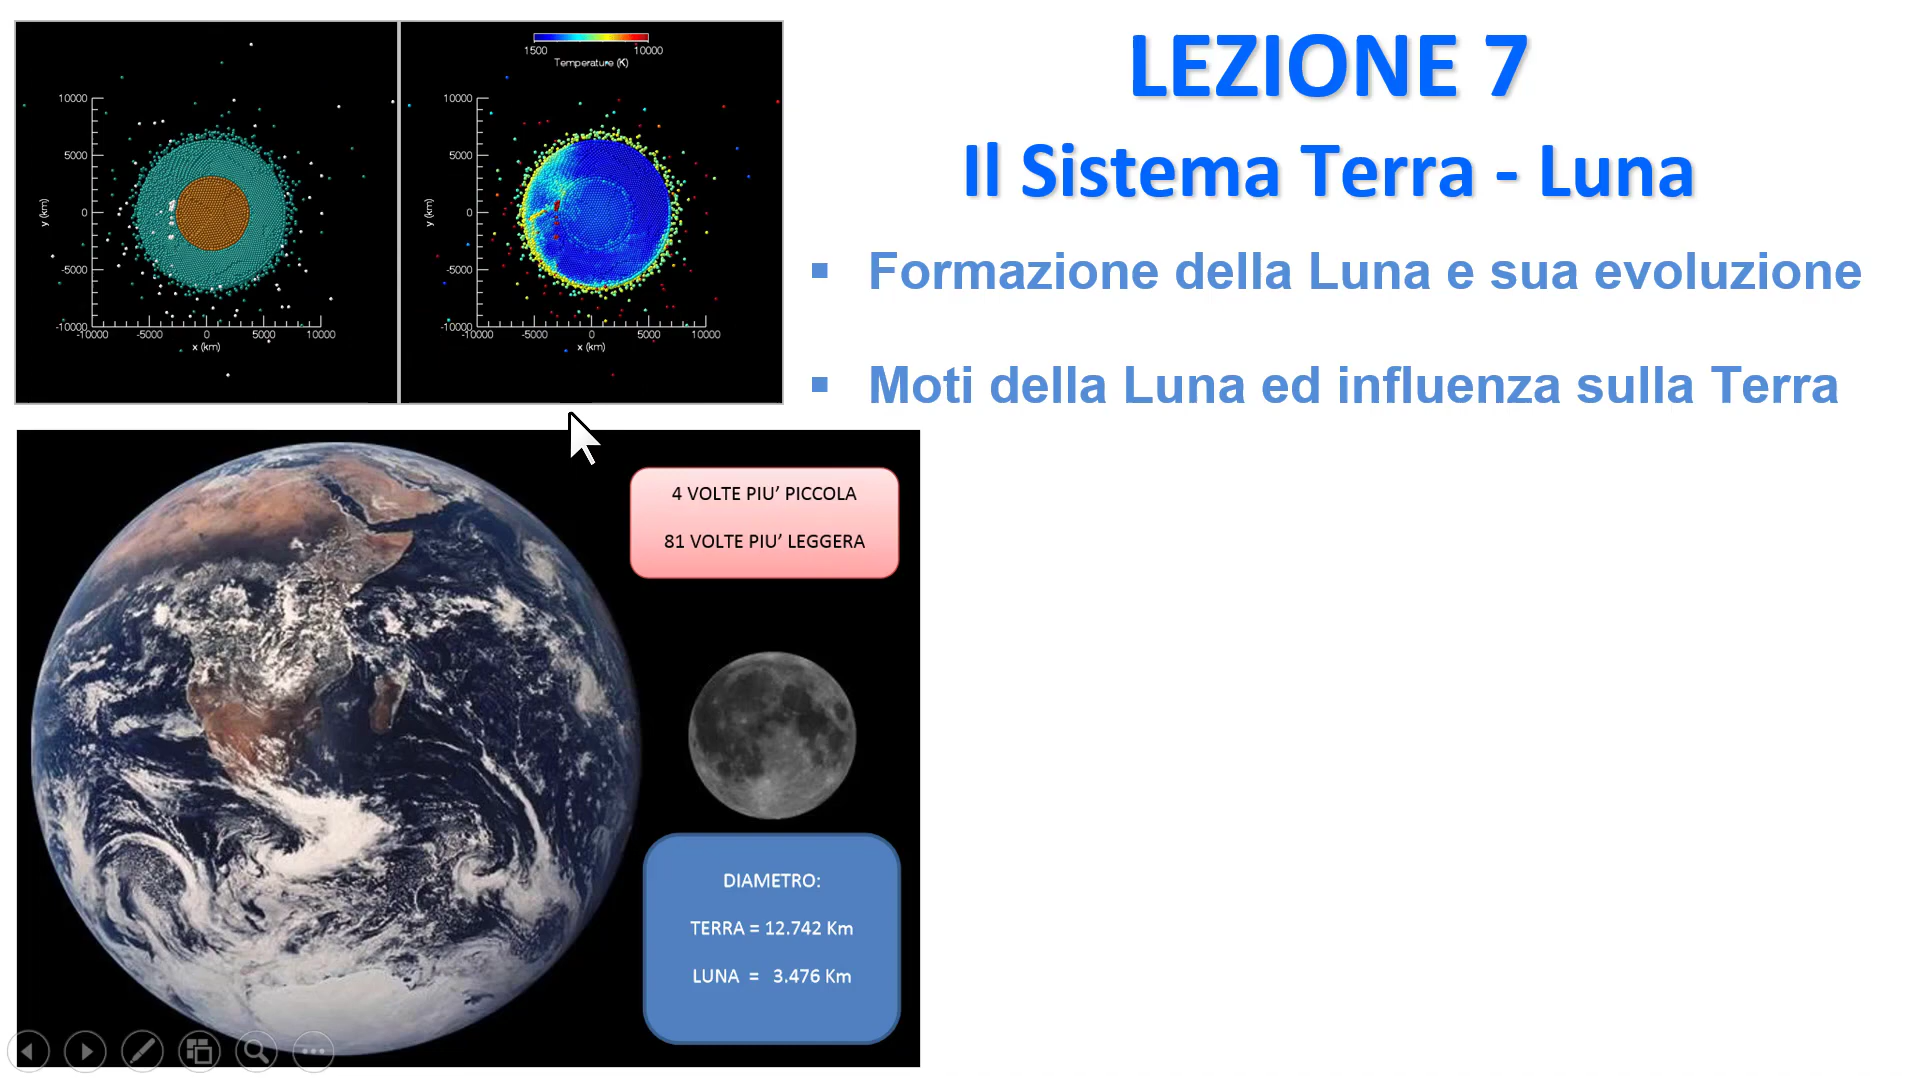 LEZIONE 7
Il Sistema Terra - Luna
▪ Formazione della Luna e sua evoluzione
▪ Moti della Luna ed influenza sulla Terra
10000
5000
0
-5000
-10000
y (km)
-10000 -5000 0 5000 10000
x (km)
1500 10000
Temperature (K)
10000
5000
0
-5000
-10000
y (km)
-10000 -5000 0 5000 10000
x (km)
4 VOLTE PIU’ PICCOLA
81 VOLTE PIU’ LEGGERA
DIAMETRO:
TERRA = 12.742 Km
LUNA = 3.476 Km